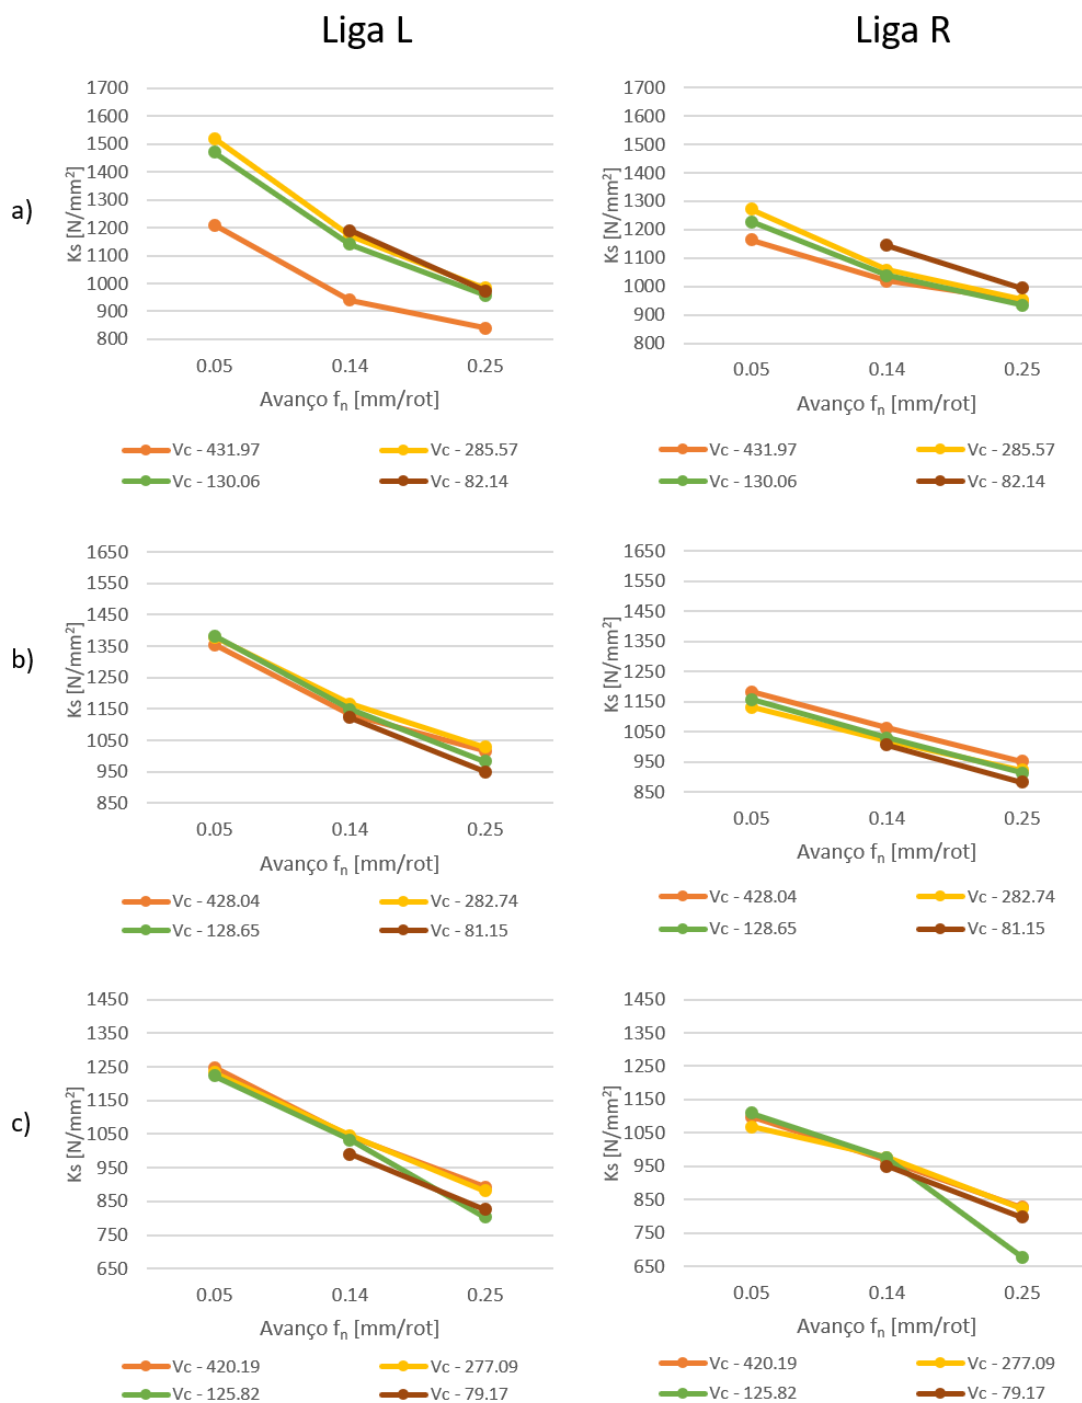 Liga L
Liga R
a)
Ks [N/mm²]
1700
1600
1500
1400
1300
1200
1100
1000
900
800
0.05 0.14 0.25
Avanço fₙ [mm/rot]
Vc - 431.97 Vc - 285.57
Vc - 130.06 Vc - 82.14
Ks [N/mm²]
1700
1600
1500
1400
1300
1200
1100
1000
900
800
0.05 0.14 0.25
Avanço fₙ [mm/rot]
Vc - 431.97 Vc - 285.57
Vc - 130.06 Vc - 82.14
b)
Ks [N/mm²]
1650
1550
1450
1350
1250
1150
1050
950
850
0.05 0.14 0.25
Avanço fₙ [mm/rot]
Vc - 428.04 Vc - 282.74
Vc - 128.65 Vc - 81.15
Ks [N/mm²]
1650
1550
1450
1350
1250
1150
1050
950
850
0.05 0.14 0.25
Avanço fₙ [mm/rot]
Vc - 428.04 Vc - 282.74
Vc - 128.65 Vc - 81.15
c)
Ks [N/mm²]
1450
1350
1250
1150
1050
950
850
750
650
0.05 0.14 0.25
Avanço fₙ [mm/rot]
Vc - 420.19 Vc - 277.09
Vc - 125.82 Vc - 79.17
Ks [N/mm²]
1450
1350
1250
1150
1050
950
850
750
650
0.05 0.14 0.25
Avanço fₙ [mm/rot]
Vc - 420.19 Vc - 277.09
Vc - 125.82 Vc - 79.17